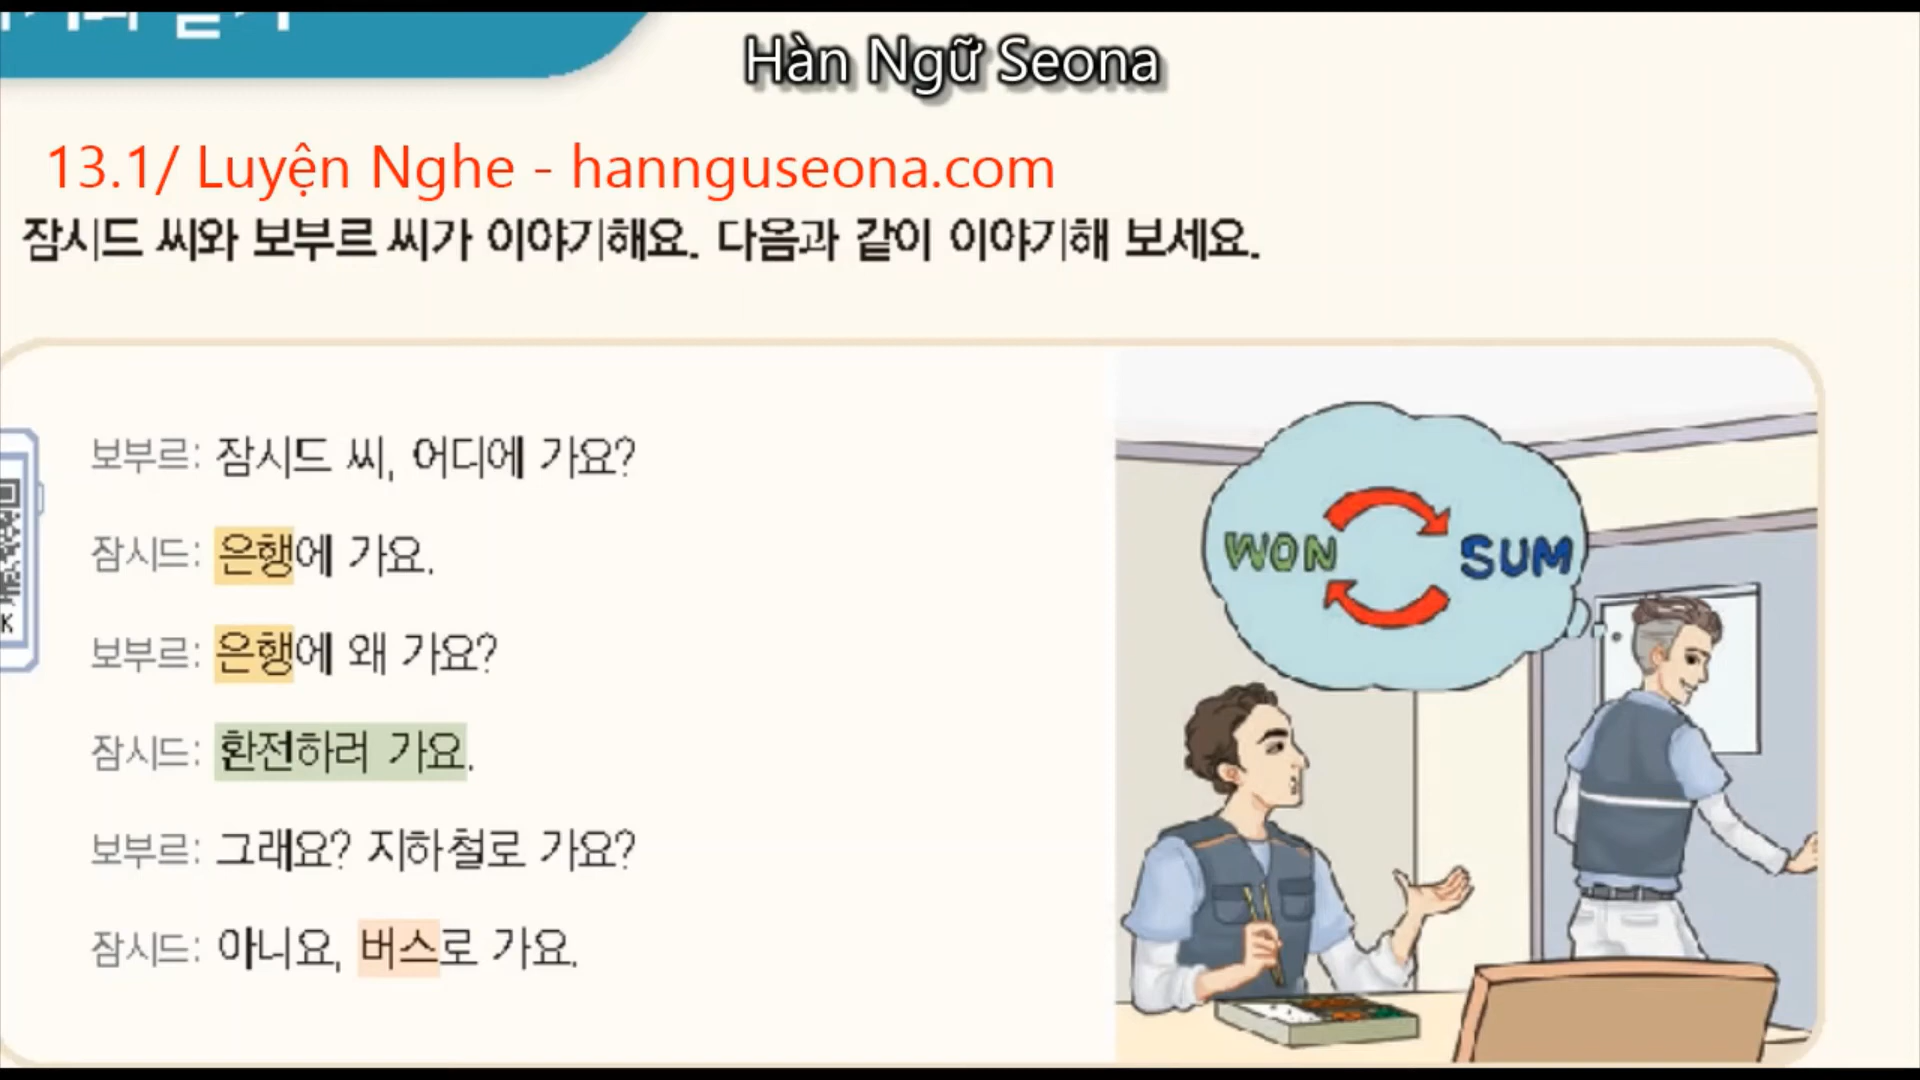 Hàn Ngữ Seona
13.1/ Luyện Nghe - hannguseona.com
잠시드 씨와 보부르 씨가 이야기해요. 다음과 같이 이야기해 보세요.
보부르: 잠시드 씨, 어디에 가요?
잠시드: 은행에 가요.
보부르: 은행에 왜 가요?
잠시드: 환전하러 가요.
보부르: 그래요? 지하철로 가요?
잠시드: 아니요, 버스로 가요.
WON SUM
K